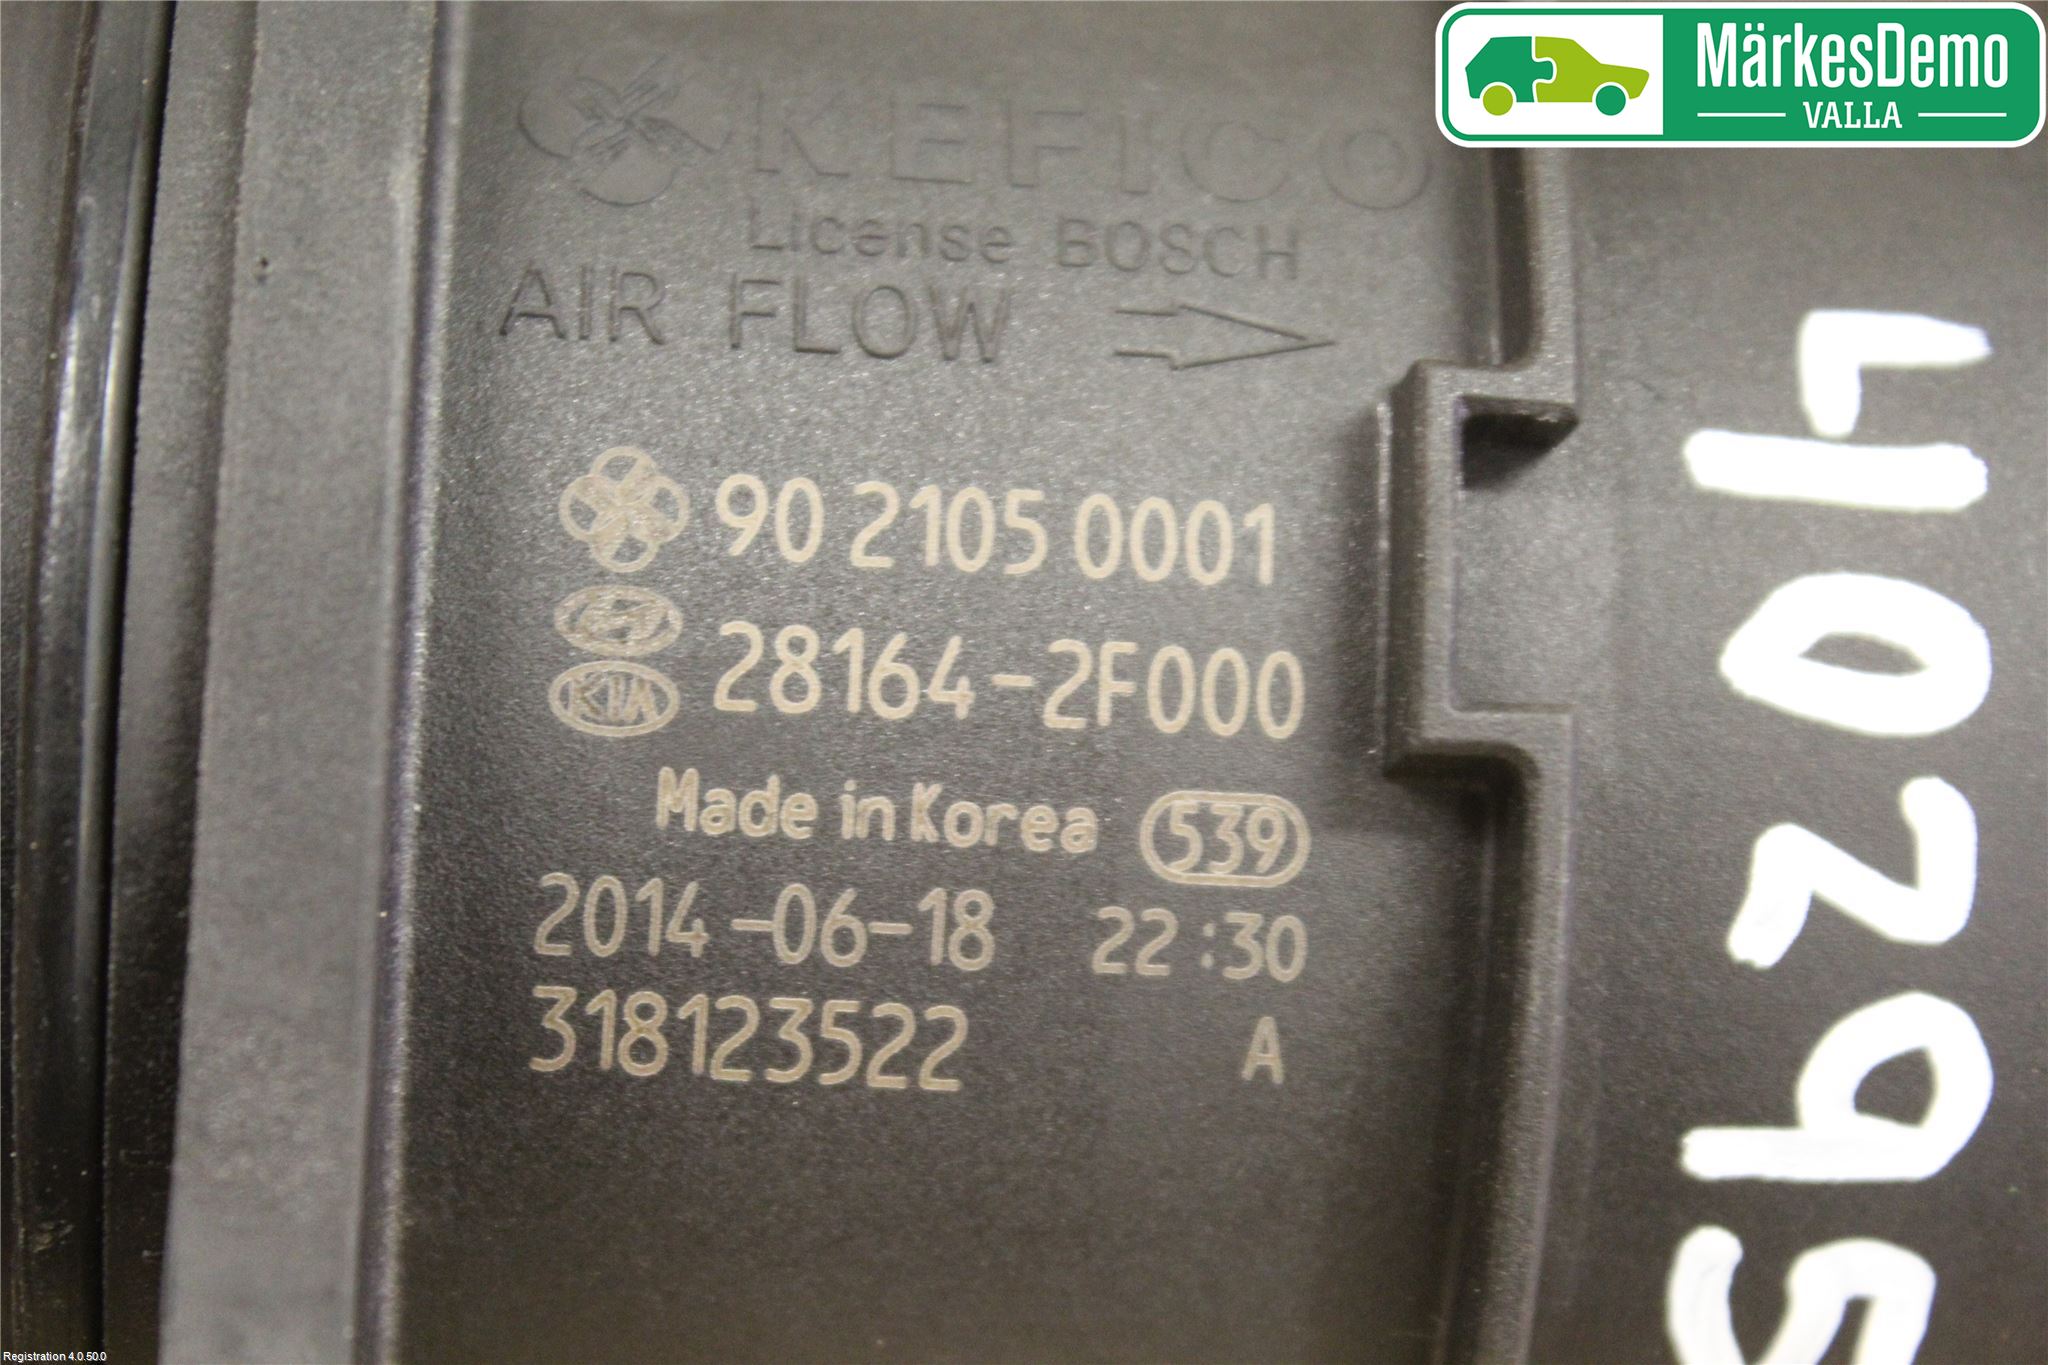 MärkesDemo
VALLA
KEFICO
License BOSCH
AIR FLOW
90 2105 0001
28164-2F000
KIA
Made in Korea 539
2014-06-18 22:30
318123522 A
Registration 4.0.50.0